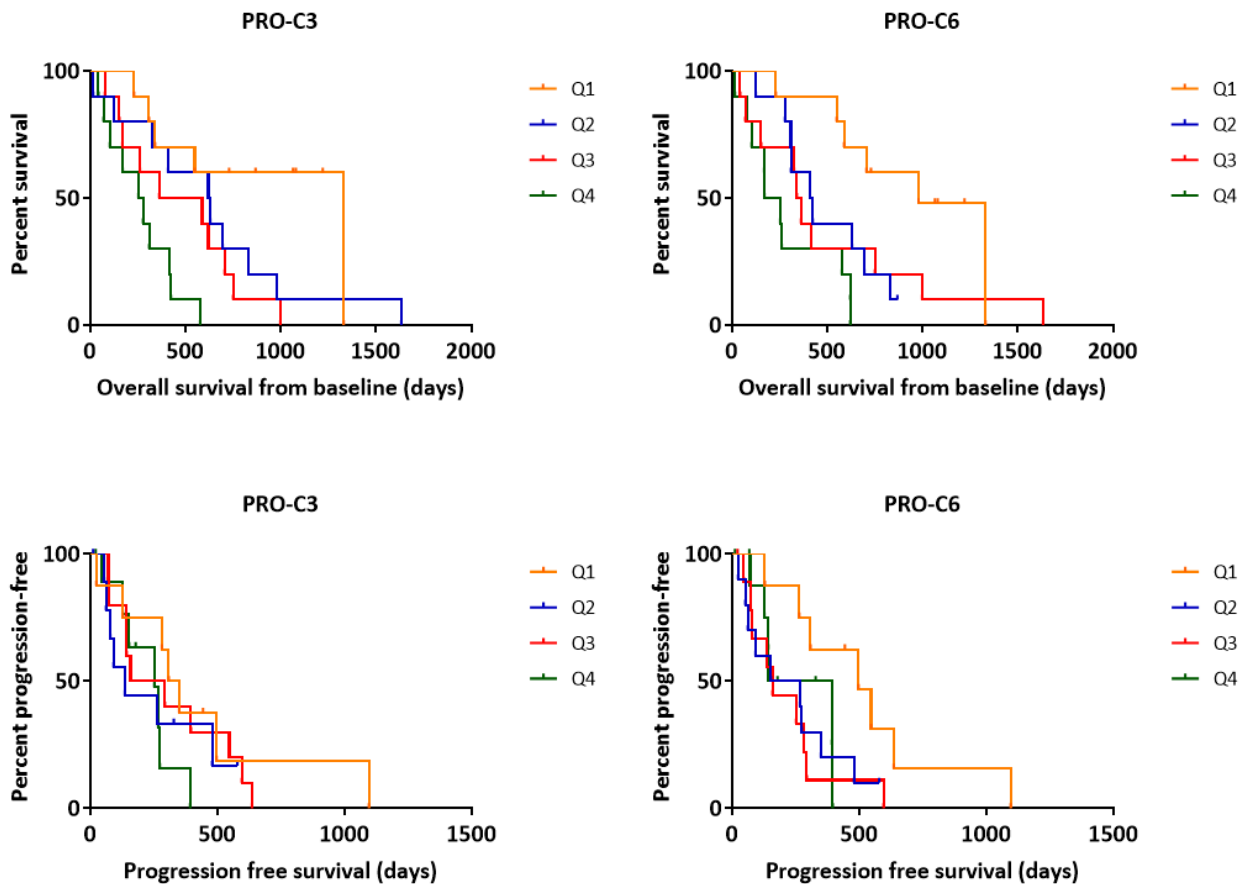 PRO-C3
Percent survival
100
50
0
0 500 1000 1500 2000
Overall survival from baseline (days)
Q1
Q2
Q3
Q4
PRO-C6
Percent survival
100
50
0
0 500 1000 1500 2000
Overall survival from baseline (days)
Q1
Q2
Q3
Q4
PRO-C3
Percent progression-free
100
50
0
0 500 1000 1500
Progression free survival (days)
Q1
Q2
Q3
Q4
PRO-C6
Percent progression-free
100
50
0
0 500 1000 1500
Progression free survival (days)
Q1
Q2
Q3
Q4